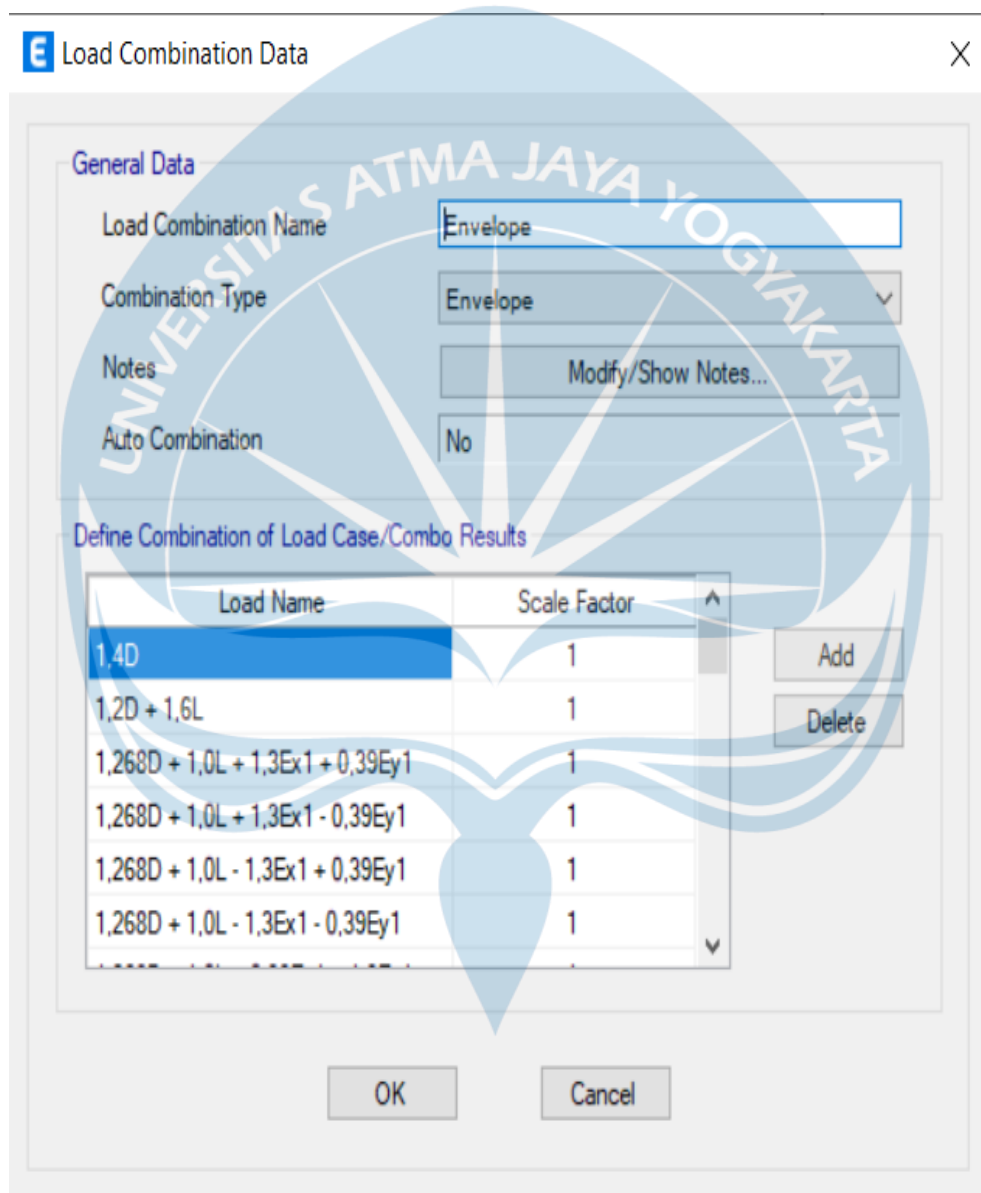 E Load Combination Data X
UNIVERSITAS ATMA JAYA YOGYAKARTA
General Data
Load Combination Name Envelope
Combination Type Envelope
Notes Modify/Show Notes...
Auto Combination No
Define Combination of Load Case/Combo Results
Load Name Scale Factor
1,4D 1 Add
1,2D + 1,6L 1 Delete
1,268D + 1,0L + 1,3Ex1 + 0,39Ey1 1
1,268D + 1,0L + 1,3Ex1 - 0,39Ey1 1
1,268D + 1,0L - 1,3Ex1 + 0,39Ey1 1
1,268D + 1,0L - 1,3Ex1 - 0,39Ey1 1
OK Cancel